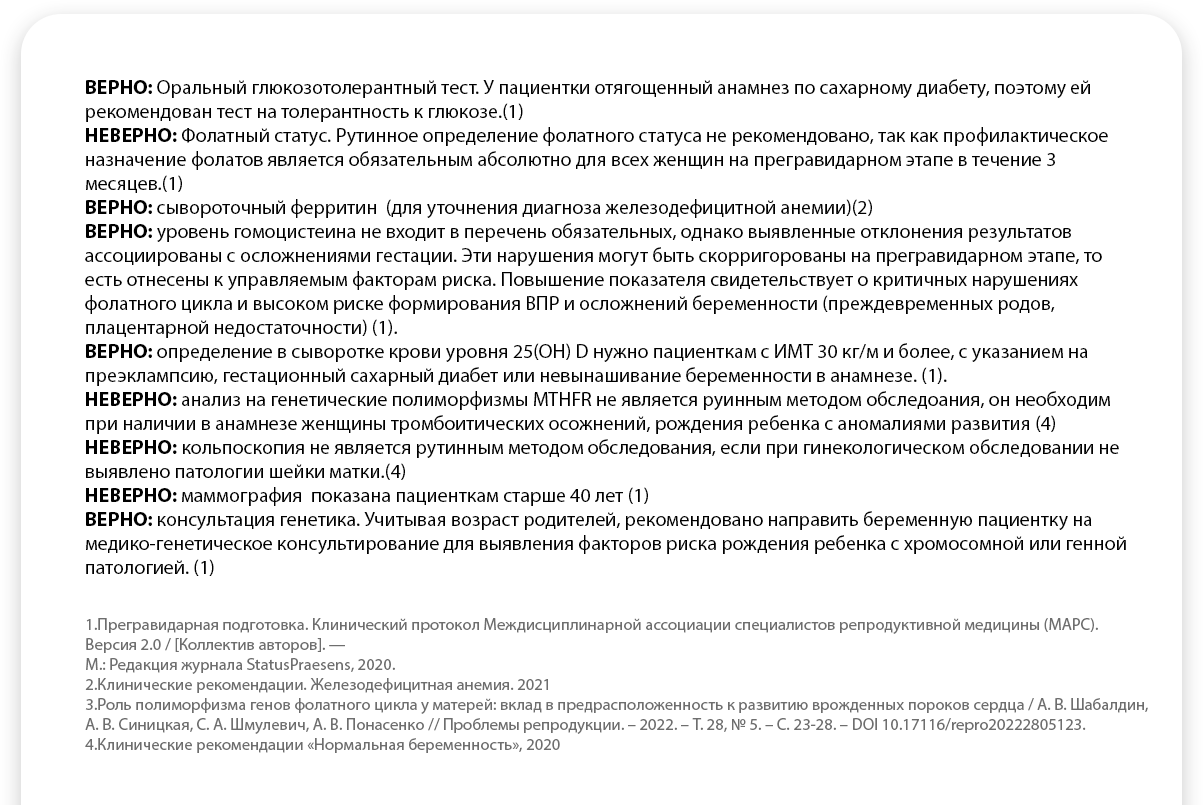 ВЕРНО: Оральный глюкозотолерантный тест. У пациентки отягощенный анамнез по сахарному диабету, поэтому ей
рекомендован тест на толерантность к глюкозе.(1)
НЕВЕРНО: Фолатный статус. Рутинное определение фолатного статуса не рекомендовано, так как профилактическое
назначение фолатов является обязательным абсолютно для всех женщин на прегравидарном этапе в течение 3
месяцев.(1)
ВЕРНО: сывороточный ферритин  (для уточнения диагноза железодефицитной анемии)(2)
ВЕРНО: уровень гомоцистеина не входит в перечень обязательных, однако выявленные отклонения результатов
ассоциированы с осложнениями гестации. Эти нарушения могут быть скорригорованы на прегравидарном этапе, то
есть отнесены к управляемым факторам риска. Повышение показателя свидетельствует о критичных нарушениях
фолатного цикла и высоком риске формирования ВПР и осложнений беременности (преждевременных родов,
плацентарной недостаточности) (1).
ВЕРНО: определение в сыворотке крови уровня 25(ОН) D нужно пациенткам с ИМТ 30 кг/м и более, с указанием на
преэклампсию, гестационный сахарный диабет или невынашивание беременности в анамнезе. (1).
НЕВЕРНО: анализ на генетические полиморфизмы MTHFR не является руинным методом обследоания, он необходим
при наличии в анамнезе женщины тромбоитических осожнений, рождения ребенка с аномалиями развития (4)
НЕВЕРНО: кольпоскопия не является рутинным методом обследования, если при гинекологическом обследовании не
выявлено патологии шейки матки.(4)
НЕВЕРНО: маммография  показана пациенткам старше 40 лет (1)
ВЕРНО: консультация генетика. Учитывая возраст родителей, рекомендовано направить беременную пациентку на
медико-генетическое консультирование для выявления факторов риска рождения ребенка с хромосомной или генной
патологией. (1)
1.Прегравидарная подготовка. Клинический протокол Междисциплинарной ассоциации специалистов репродуктивной медицины (МАРС).
Версия 2.0 / [Коллектив авторов]. —
М.: Редакция журнала StatusPraesens, 2020.
2.Клинические рекомендации. Железодефицитная анемия. 2021
3.Роль полиморфизма генов фолатного цикла у матерей: вклад в предрасположенность к развитию врожденных пороков сердца / А. В. Шабалдин,
А. В. Синицкая, С. А. Шмулевич, А. В. Понасенко // Проблемы репродукции. – 2022. – Т. 28, № 5. – С. 23-28. – DOI 10.17116/repro20222805123.
4.Клинические рекомендации «Нормальная беременность», 2020